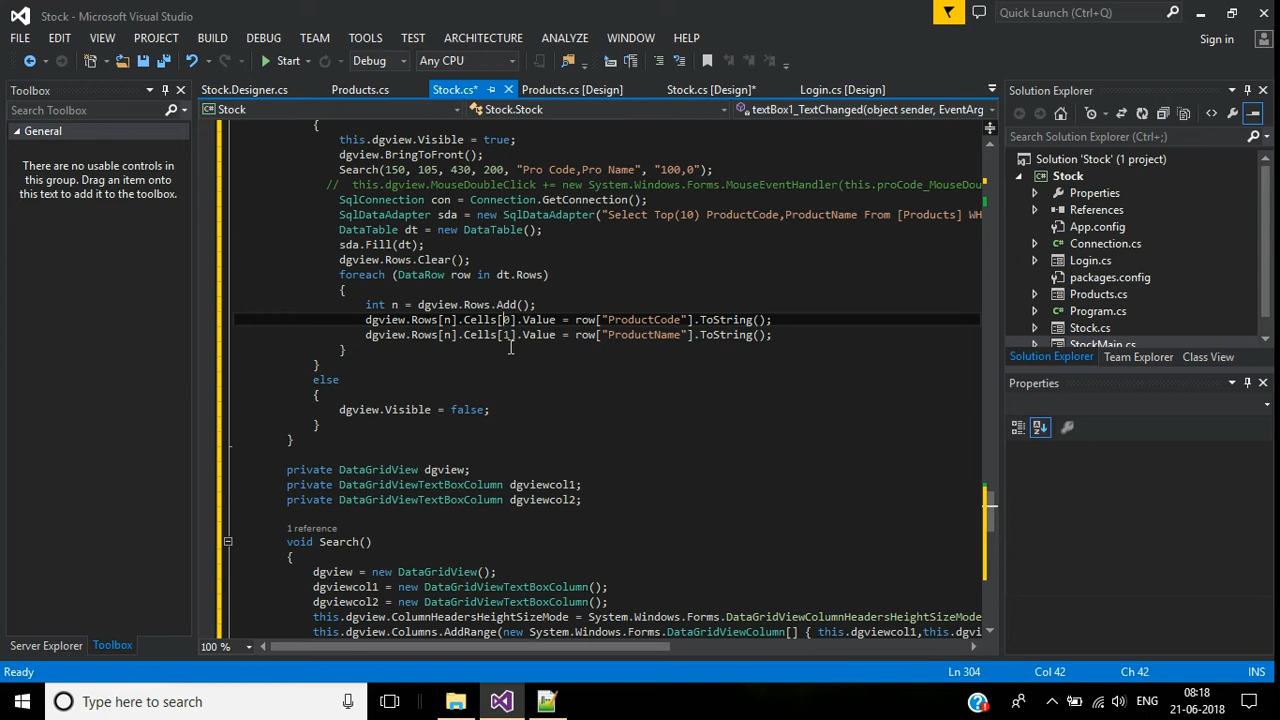 Stock - Microsoft Visual Studio
Quick Launch (Ctrl+Q)
FILE EDIT VIEW PROJECT BUILD DEBUG TEAM TOOLS TEST ARCHITECTURE ANALYZE WINDOW HELP
Sign in
Start Debug Any CPU
Toolbox
Search Toolbox
General
There are no usable controls in
this group. Drag an item onto
this text to add it to the toolbox.
Server Explorer Toolbox
Stock.Designer.cs Products.cs Stock.cs* Products.cs [Design] Stock.cs [Design]* Login.cs [Design]
Stock Stock.Stock textBox1_TextChanged(object sender, EventArg
{
this.dgview.Visible = true;
dgview.BringToFront();
Search(150, 105, 430, 200, "Pro Code,Pro Name", "100,0");
// this.dgview.MouseDoubleClick += new System.Windows.Forms.MouseEventHandler(this.proCode_MouseDou
SqlConnection con = Connection.GetConnection();
SqlDataAdapter sda = new SqlDataAdapter("Select Top(10) ProductCode,ProductName From [Products] WH
DataTable dt = new DataTable();
sda.Fill(dt);
dgview.Rows.Clear();
foreach (DataRow row in dt.Rows)
{
int n = dgview.Rows.Add();
dgview.Rows[n].Cells[0].Value = row["ProductCode"].ToString();
dgview.Rows[n].Cells[1].Value = row["ProductName"].ToString();
}
}
else
{
dgview.Visible = false;
}
}
private DataGridView dgview;
private DataGridViewTextBoxColumn dgviewcol1;
private DataGridViewTextBoxColumn dgviewcol2;
1 reference
void Search()
{
dgview = new DataGridView();
dgviewcol1 = new DataGridViewTextBoxColumn();
dgviewcol2 = new DataGridViewTextBoxColumn();
this.dgview.ColumnHeadersHeightSizeMode = System.Windows.Forms.DataGridViewColumnHeadersHeightSizeMode
this.dgview.Columns.AddRange(new System.Windows.Forms.DataGridViewColumn[] { this.dgviewcol1,this.dgvi
100 %
Solution Explorer
Search Solution Explorer (Ctrl+;)
Solution 'Stock' (1 project)
Stock
Properties
References
App.config
Connection.cs
Login.cs
packages.config
Products.cs
Program.cs
Stock.cs
StockMain.cs
Solution Explorer Team Explorer Class View
Properties
Ready Ln 304 Col 42 Ch 42 INS
Type here to search
ENG
08:18
21-06-2018